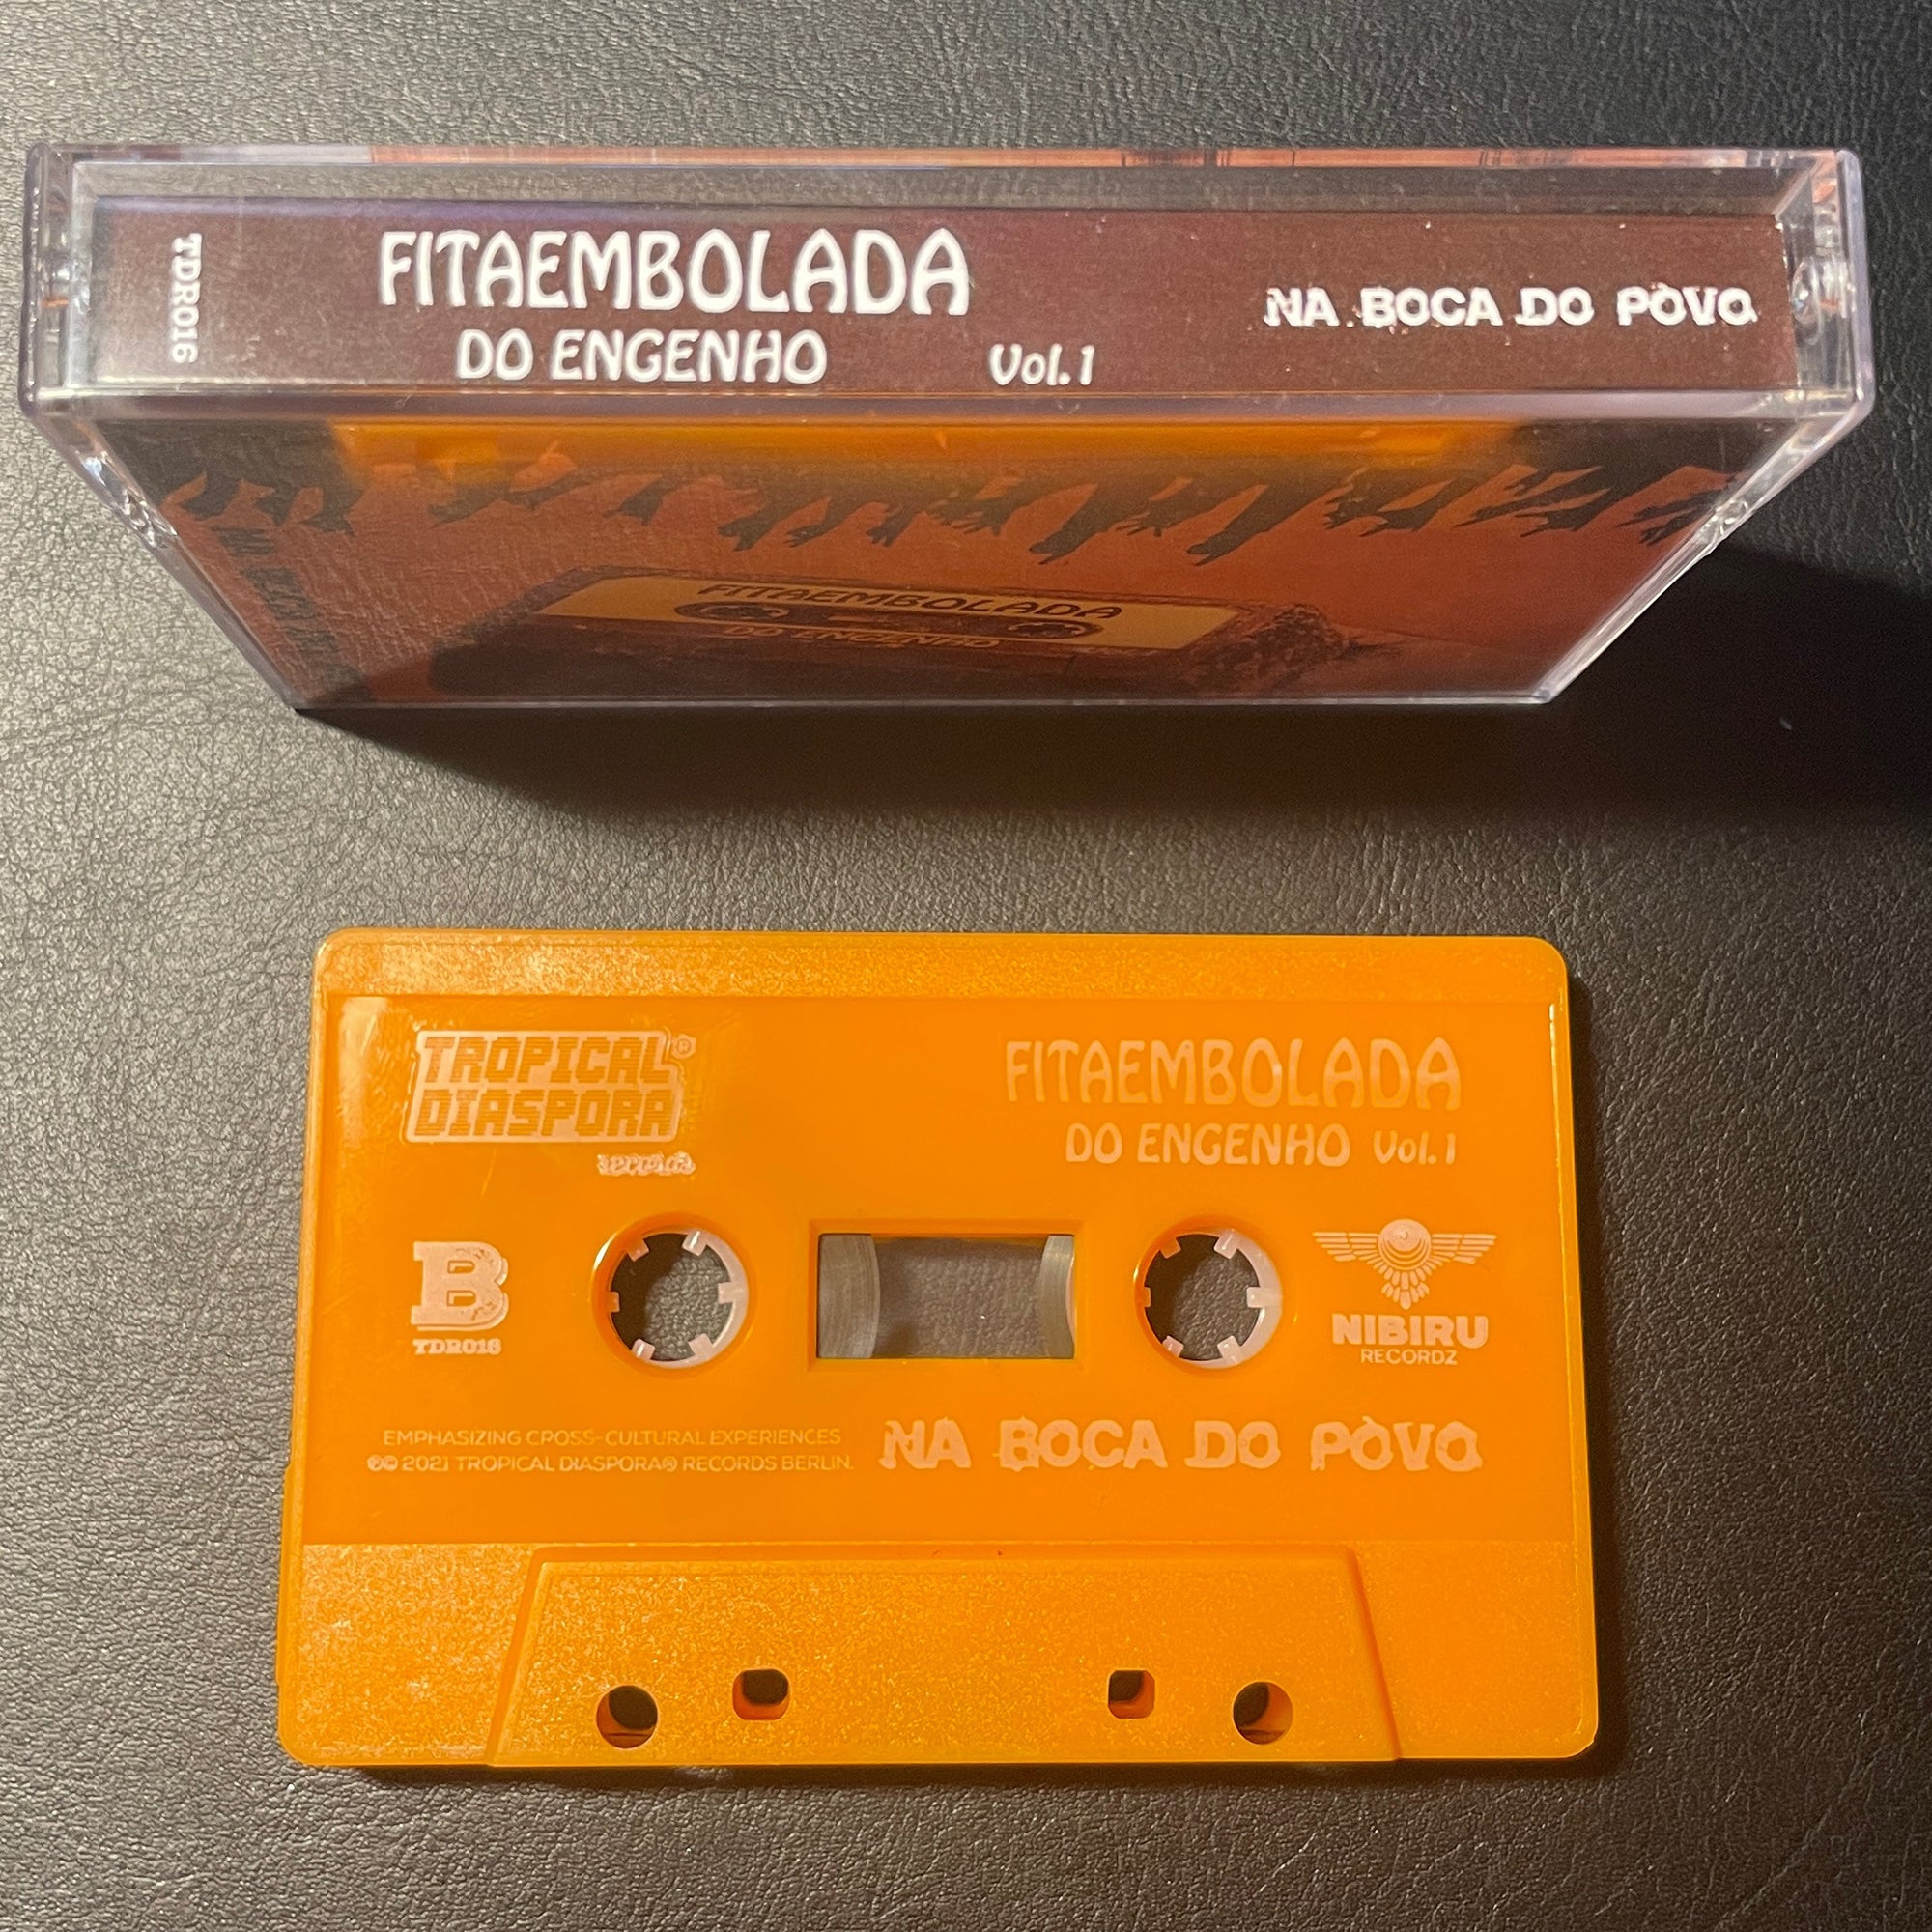 TDR016
FITAEMBOLADA
DO ENGENHO Vol.1
NA BOCA DO POVO
FITAEMBOLADA
DO ENGENHO
TROPICAL®
DIASPORA
records
FITAEMBOLADA
DO ENGENHO Vol.1
B
TDR016
NIBIRU
RECORDZ
EMPHASIZING CROSS-CULTURAL EXPERIENCES
℗© 2021 TROPICAL DIASPORA® RECORDS BERLIN.
NA BOCA DO POVO